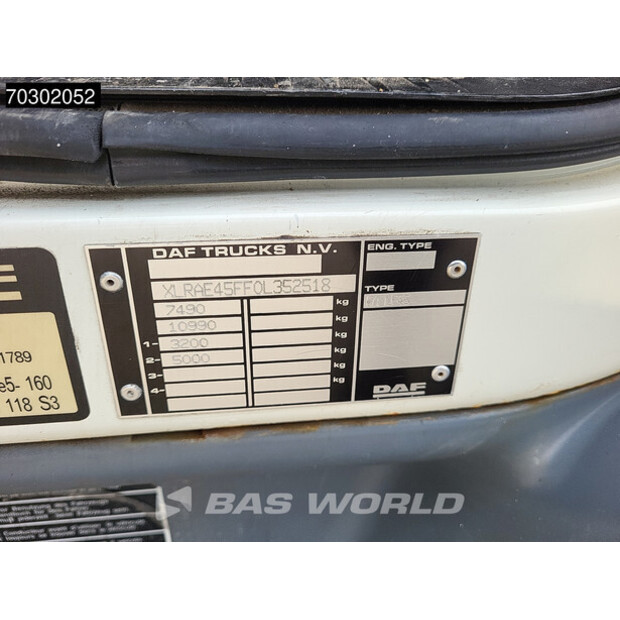 70302052
DAF TRUCKS N.V.
ENG. TYPE
XLRAE45FF0L352518
TYPE
7490 kg
10990 kg
1- 3200 kg
2- 5000 kg
3- kg
4- kg
DAF
E
1789
e5- 160
118 S3
BAS WORLD